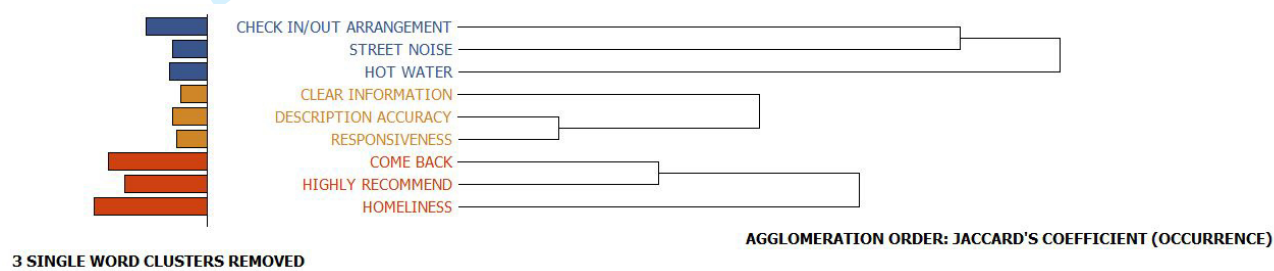 CHECK IN/OUT ARRANGEMENT
STREET NOISE
HOT WATER
CLEAR INFORMATION
DESCRIPTION ACCURACY
RESPONSIVENESS
COME BACK
HIGHLY RECOMMEND
HOMELINESS
AGGLOMERATION ORDER: JACCARD'S COEFFICIENT (OCCURRENCE)
3 SINGLE WORD CLUSTERS REMOVED